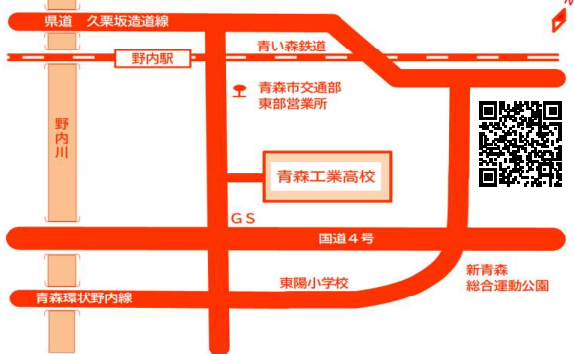 N
県道 久栗坂造道線
青い森鉄道
野内駅
青森市交通部
東部営業所
野内川
青森工業高校
GS
国道4号
東陽小学校
新青森
総合運動公園
青森環状野内線